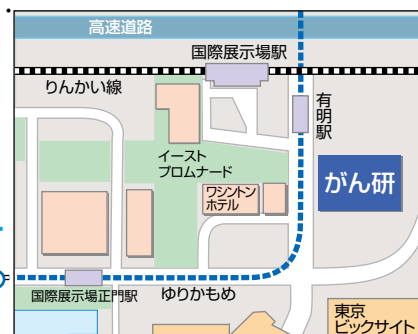 高速道路
国際展示場駅
りんかい線
有明駅
イースト
プロムナード
がん研
ワシントン
ホテル
国際展示場正門駅
ゆりかもめ
東京
ビックサイト